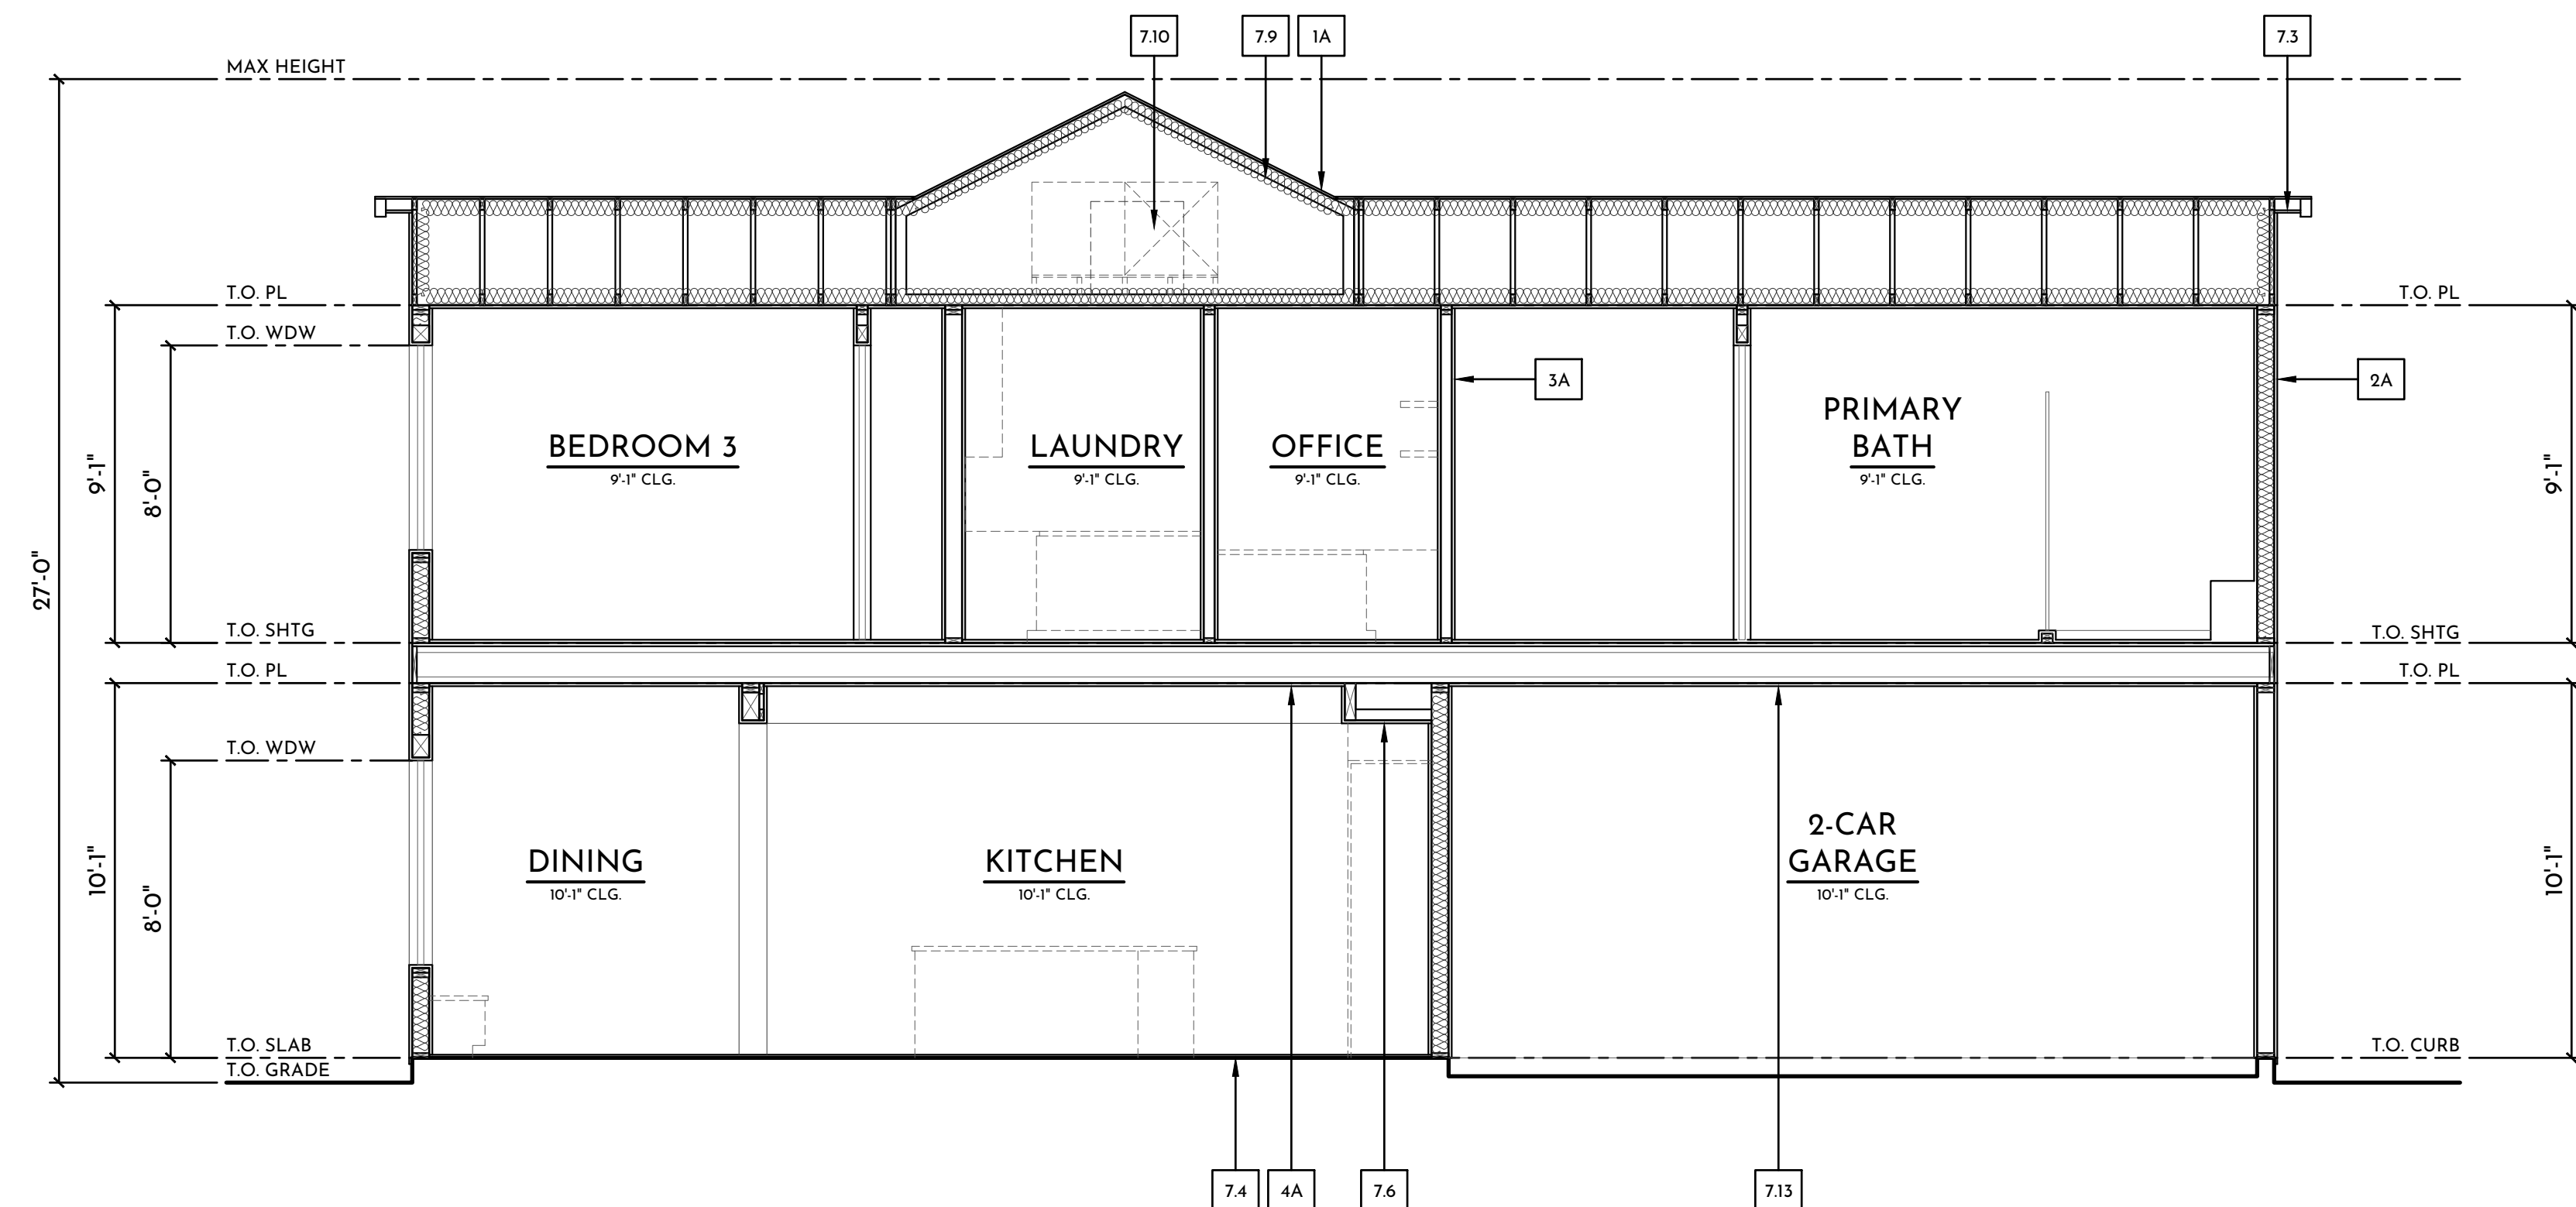 7.10
7.9
1A
7.3
MAX HEIGHT
T.O. PL
T.O. PL
T.O. WDW
3A
2A
BEDROOM 3
9'-1" CLG.
LAUNDRY
9'-1" CLG.
OFFICE
9'-1" CLG.
PRIMARY
BATH
9'-1" CLG.
9'-1"
8'-0"
9'-1"
27'-0"
T.O. SHTG
T.O. SHTG
T.O. PL
T.O. PL
T.O. WDW
DINING
10'-1" CLG.
KITCHEN
10'-1" CLG.
2-CAR
GARAGE
10'-1" CLG.
10'-1"
8'-0"
10'-1"
T.O. SLAB
T.O. CURB
T.O. GRADE
7.4
4A
7.6
7.13